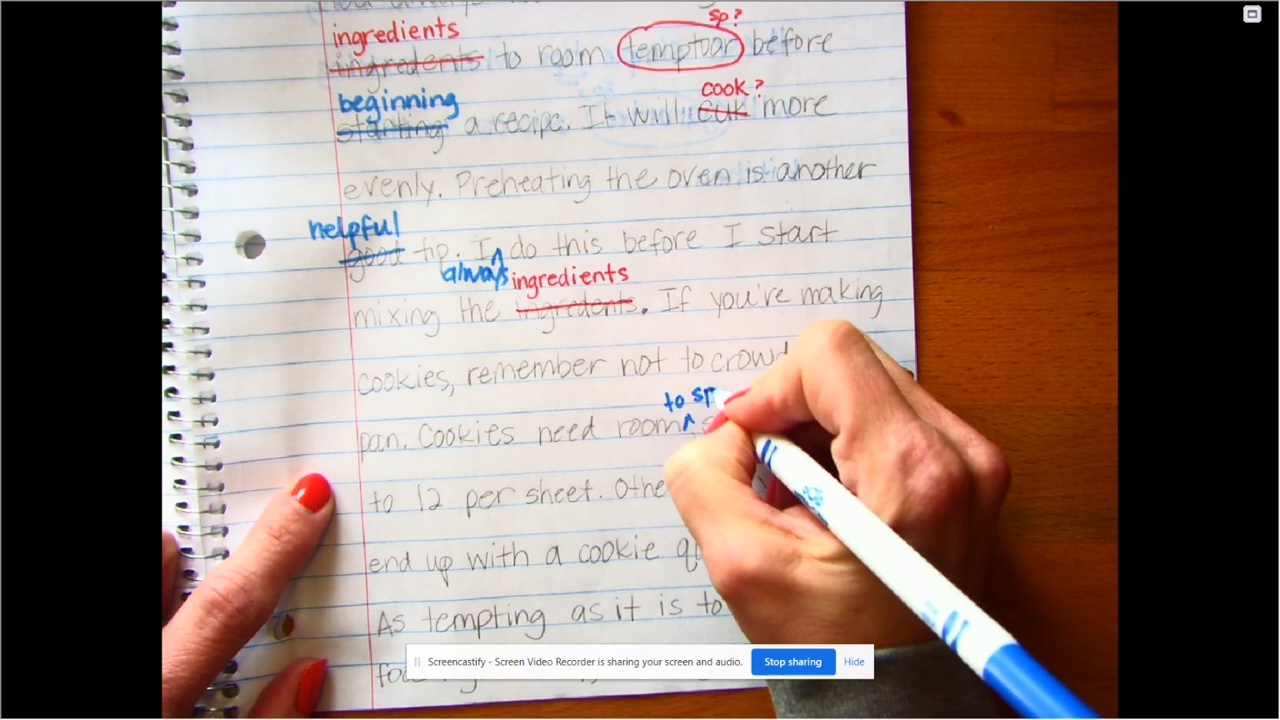 sp?
ingredients
ingredents to room temptoar before
cook?
beginning
starting a recipe. It will cuk more
evenly. Preheating the oven is another
helpful
good tip. I do this before I start
always ingredients
mixing the ingredents. If you're making
cookies, remember not to crowd
to sp
pan. Cookies need room
to 12 per sheet.
end up with a cookie
As tempting as it is to
Screencastify - Screen Video Recorder is sharing your screen and audio. Stop sharing Hide